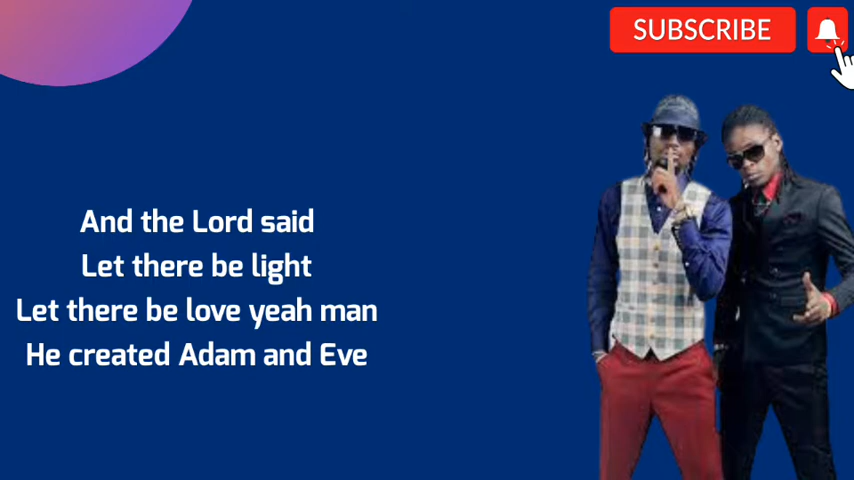 SUBSCRIBE
And the Lord said
Let there be light
Let there be love yeah man
He created Adam and Eve